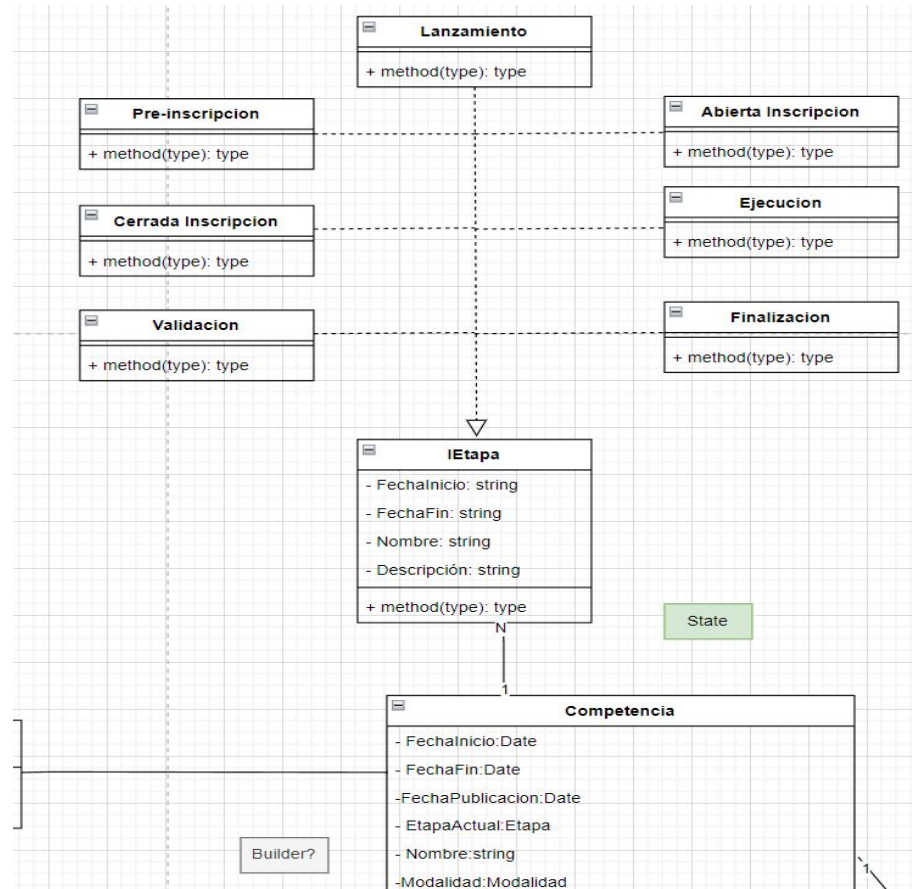 Lanzamiento
+ method(type): type
Pre-inscripcion
+ method(type): type
Abierta Inscripcion
+ method(type): type
Cerrada Inscripcion
+ method(type): type
Ejecucion
+ method(type): type
Validacion
+ method(type): type
Finalizacion
+ method(type): type
IEtapa
- FechaInicio: string
- FechaFin: string
- Nombre: string
- Descripción: string
+ method(type): type
N
State
1
Competencia
- FechaInicio:Date
- FechaFin:Date
-FechaPublicacion:Date
- EtapaActual:Etapa
- Nombre:string
-Modalidad:Modalidad
Builder?
1